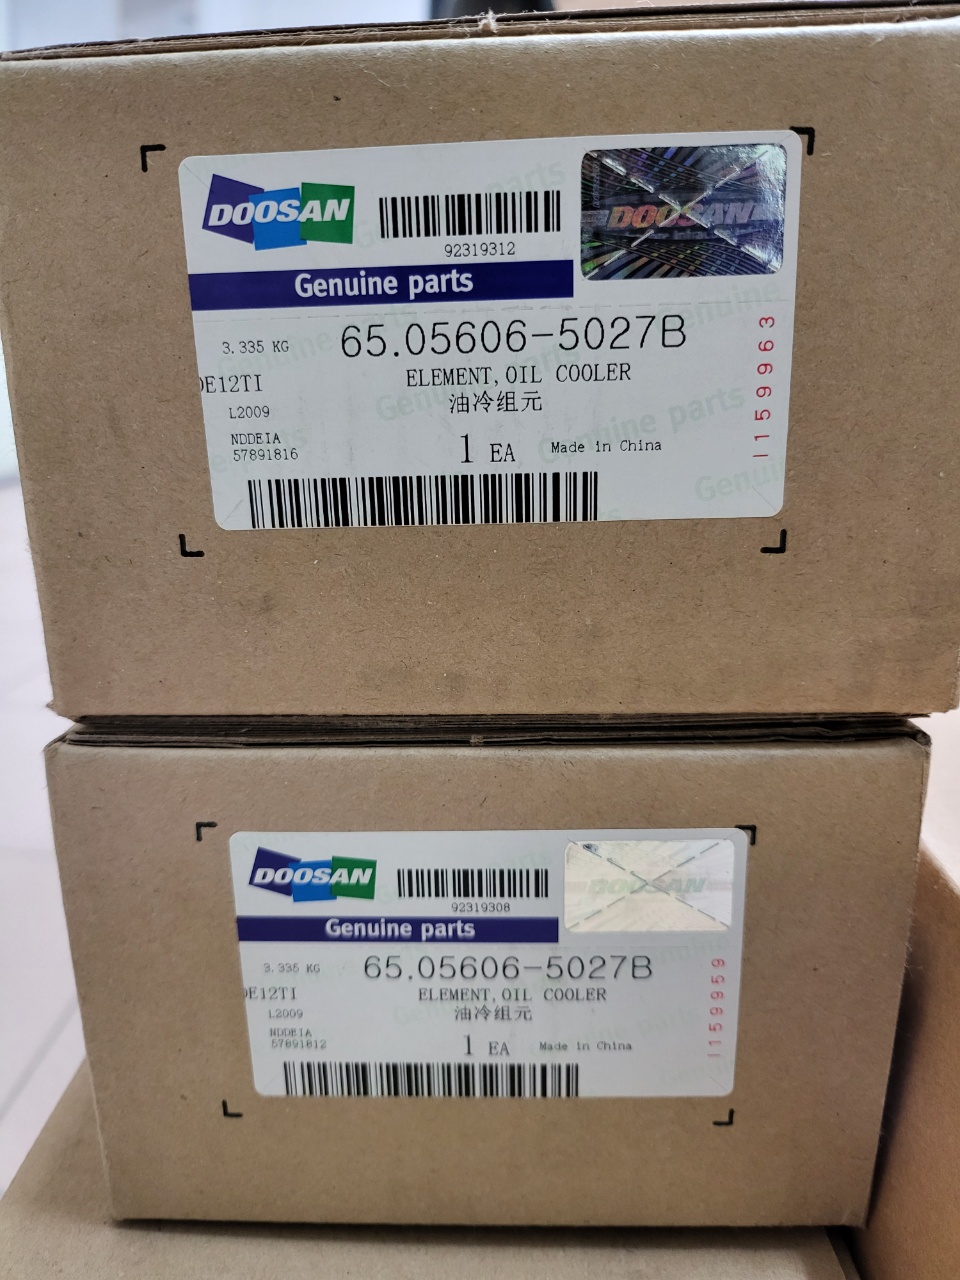 DOOSAN
92319312
DOOSAN
Genuine parts
3.335 KG
65.05606-5027B
DE12TI
ELEMENT, OIL COOLER
L2009
油冷组元
NDDEIA
57891816
1 EA
Made in China
1159963
DOOSAN
92319308
DOOSAN
Genuine parts
3.335 KG
65.05606-5027B
DE12TI
ELEMENT, OIL COOLER
L2009
油冷组元
NDDEIA
57891812
1 EA
Made in China
1159959